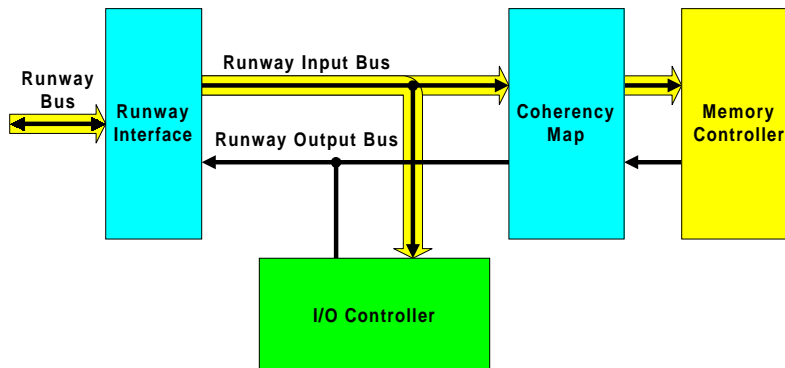 Runway
Bus
Runway
Interface
Runway Input Bus
Runway Output Bus
Coherency
Map
Memory
Controller
I/O Controller